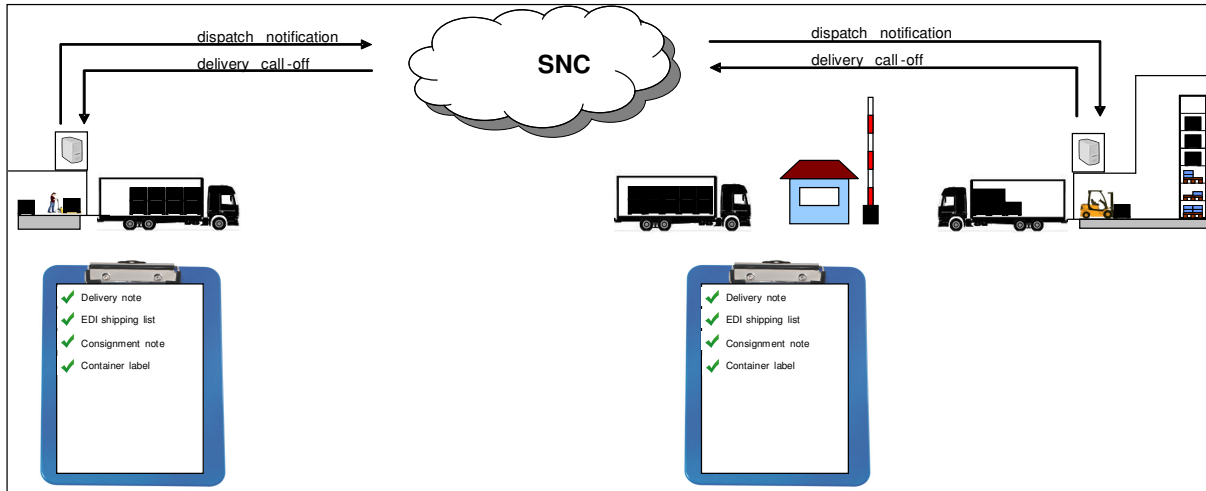 dispatch notification
delivery call-off
SNC
dispatch notification
delivery call-off
Delivery note
EDI shipping list
Consignment note
Container label
Delivery note
EDI shipping list
Consignment note
Container label